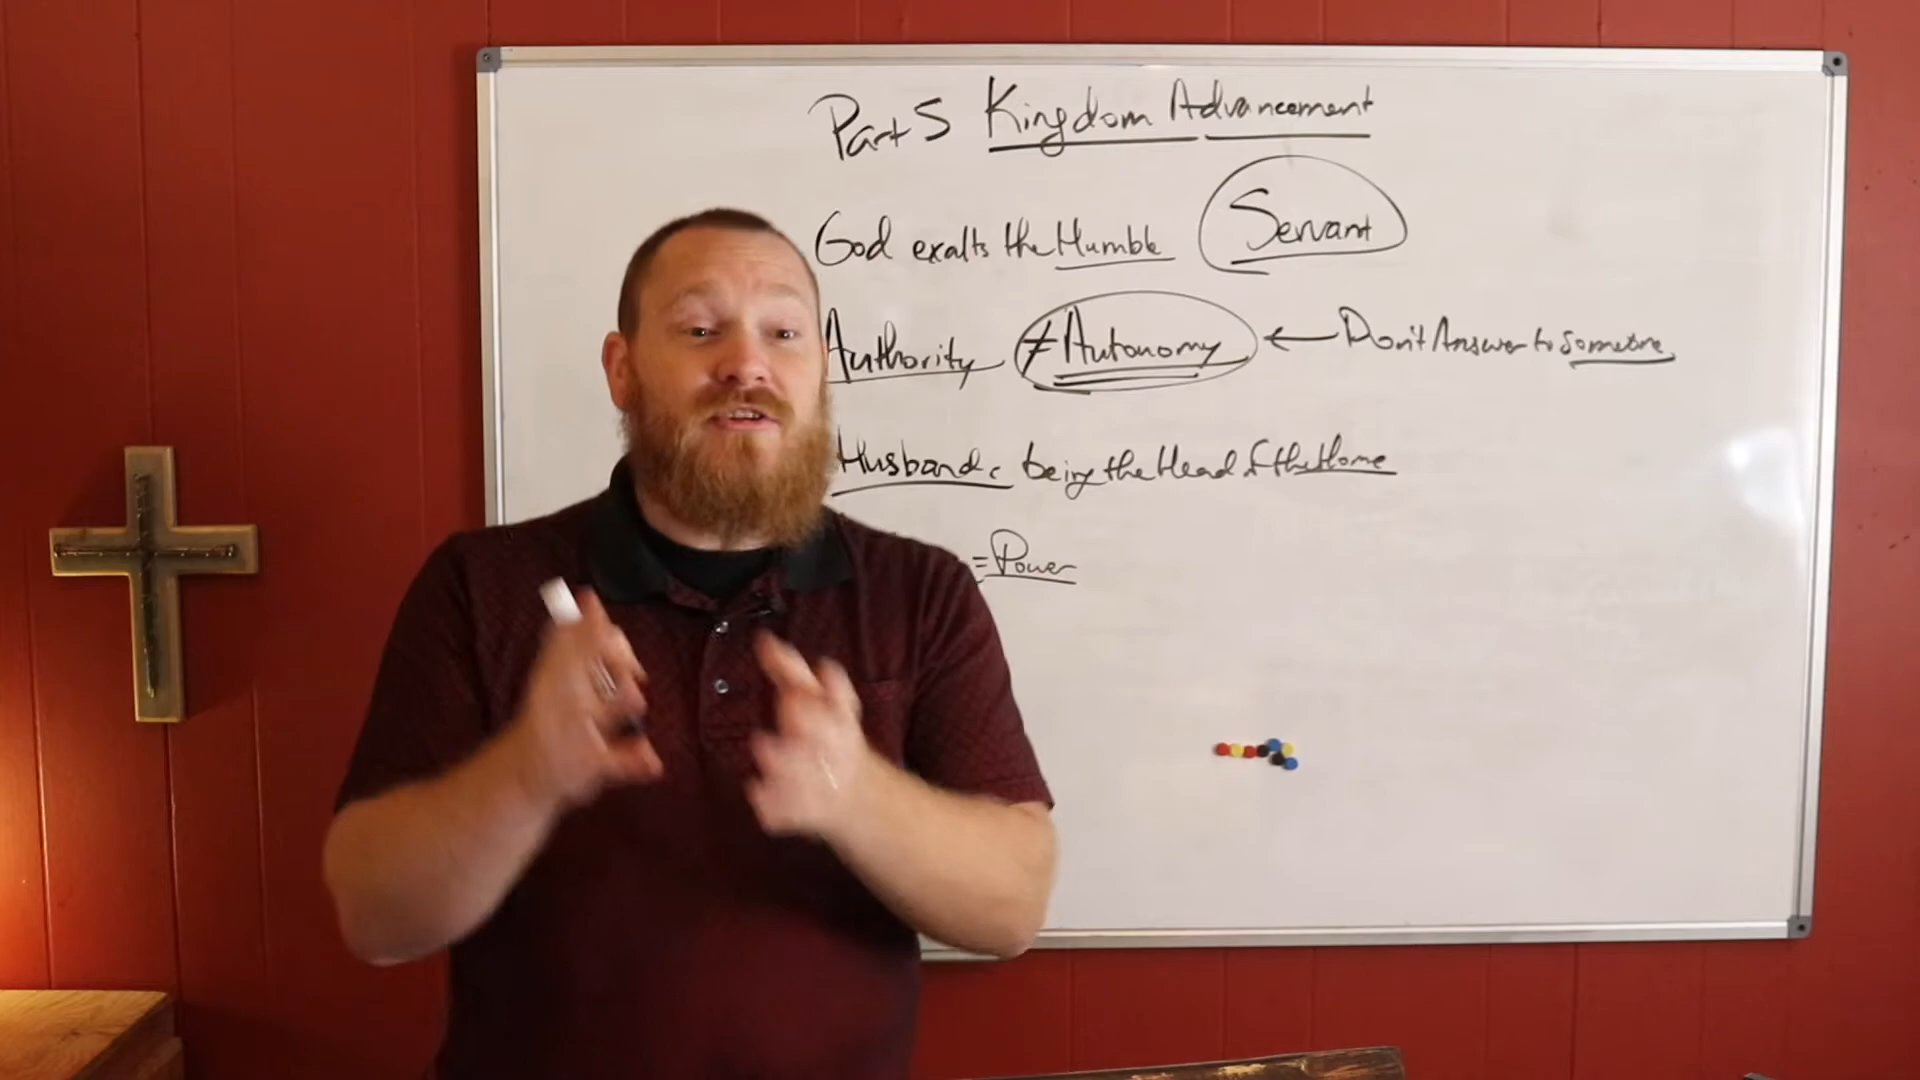 Part 5 Kingdom Advancement
God exalts the Humble Servant
Authority ≠ Autonomy ← Don't Answer to Someone
Husbands being the Head of the Home
= Power